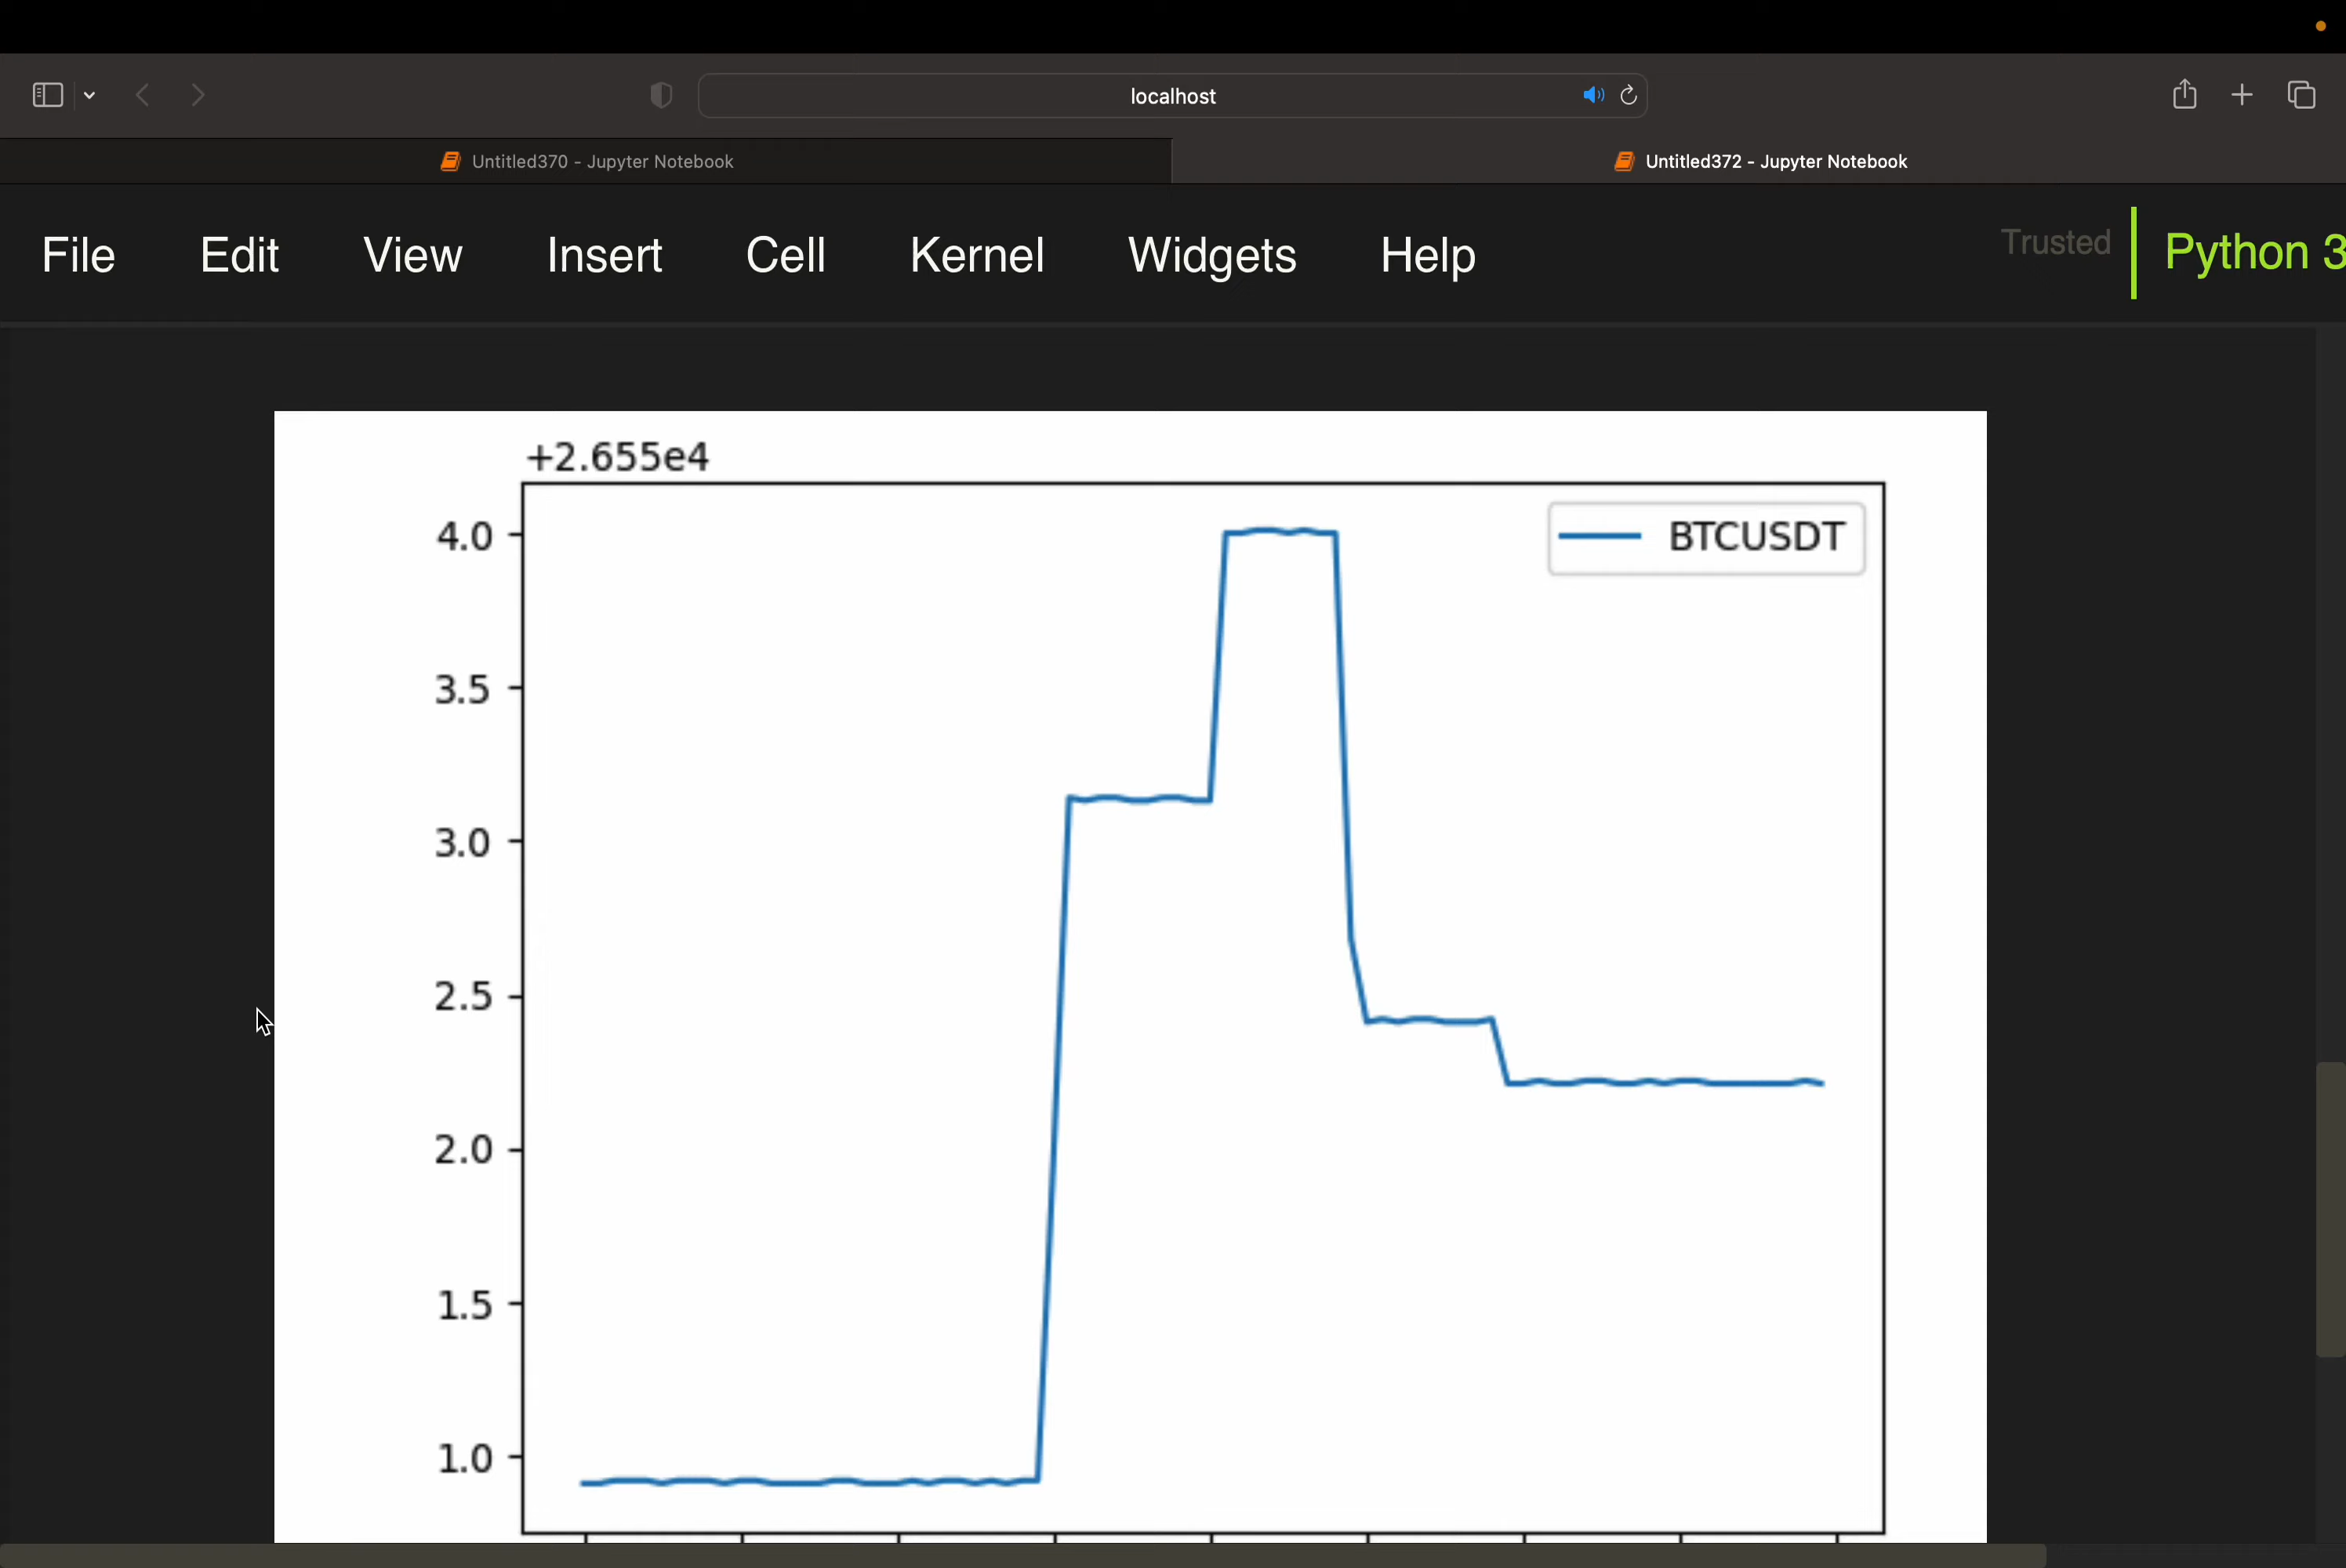 localhost
Untitled370 - Jupyter Notebook
Untitled372 - Jupyter Notebook
File Edit View Insert Cell Kernel Widgets Help Trusted Python 3
+2.655e4
4.0
BTCUSDT
3.5
3.0
2.5
2.0
1.5
1.0